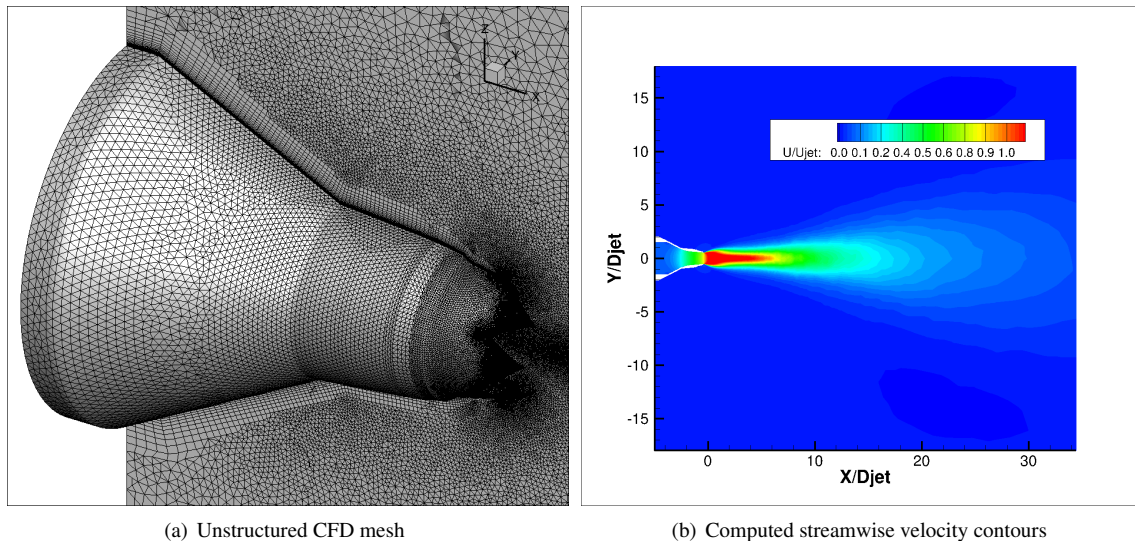 Z
Y
X
15
10
5
0
-5
-10
-15
Y/Djet
U/Ujet: 0.0 0.1 0.2 0.4 0.5 0.6 0.8 0.9 1.0
0 10 20 30
X/Djet
(a) Unstructured CFD mesh
(b) Computed streamwise velocity contours